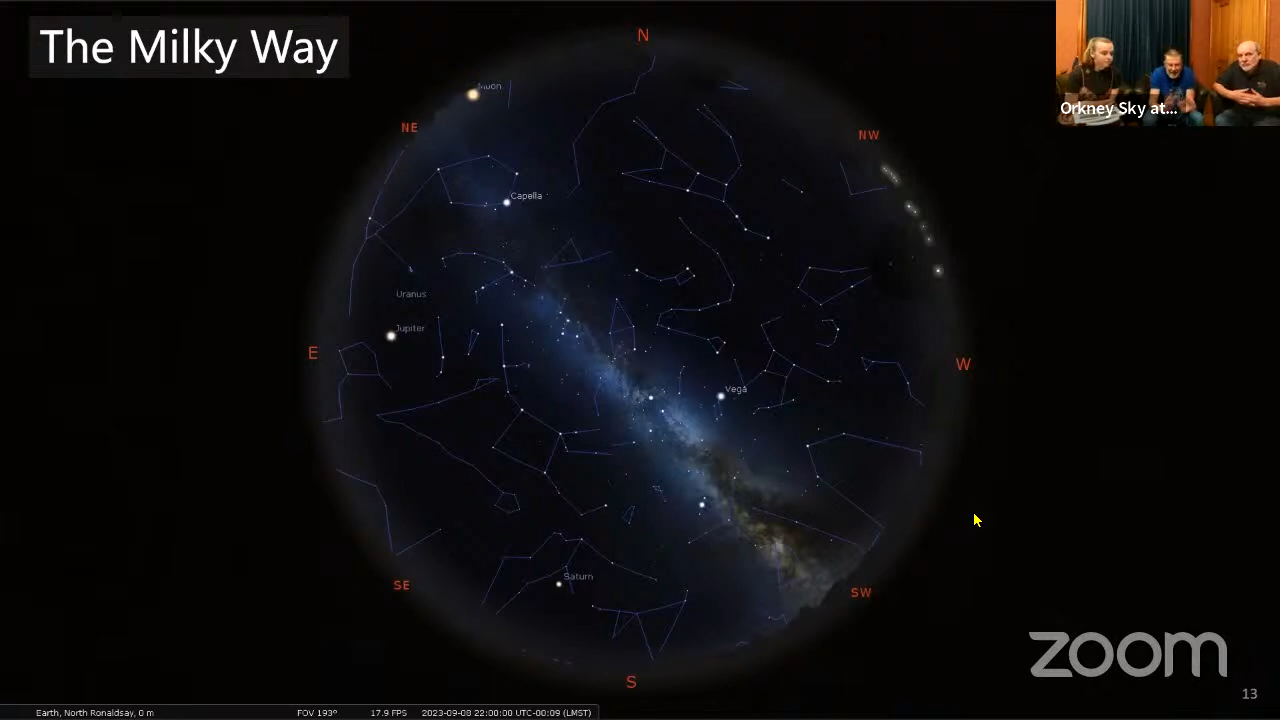 The Milky Way
N
Moon
NE
NW
Orkney Sky at...
Capella
Uranus
Jupiter
E
W
Vega
Saturn
SE
SW
S
zoom
13
Earth, North Ronaldsay, 0 m
FOV 193°
17.9 FPS
2023-09-08 22:00:00 UTC-00:09 (LMST)